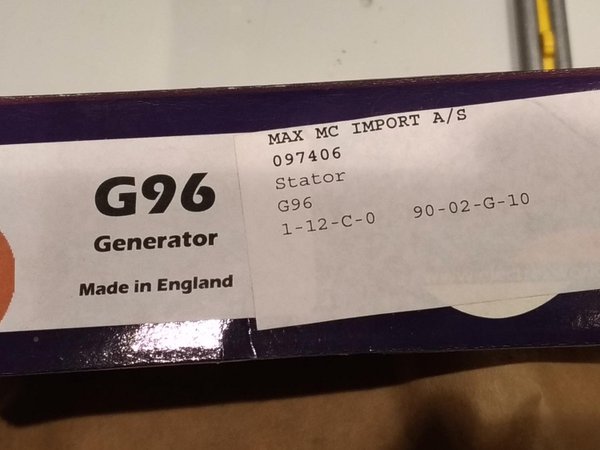 G96
Generator
Made in England
MAX MC IMPORT A/S
097406
Stator
G96
1-12-C-0 90-02-G-10